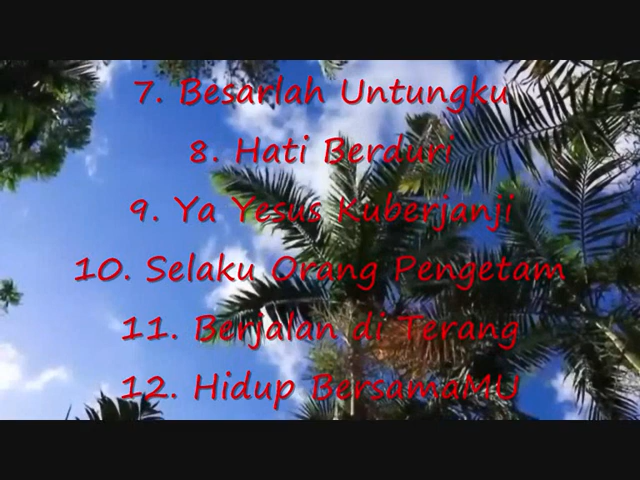 7. Besarlah Untungku
8. Hati Berduri
9. Ya Yesus Kuberjanji
10. Selaku Orang Pengetam
11. Berjalan di Terang
12. Hidup BersamaMU